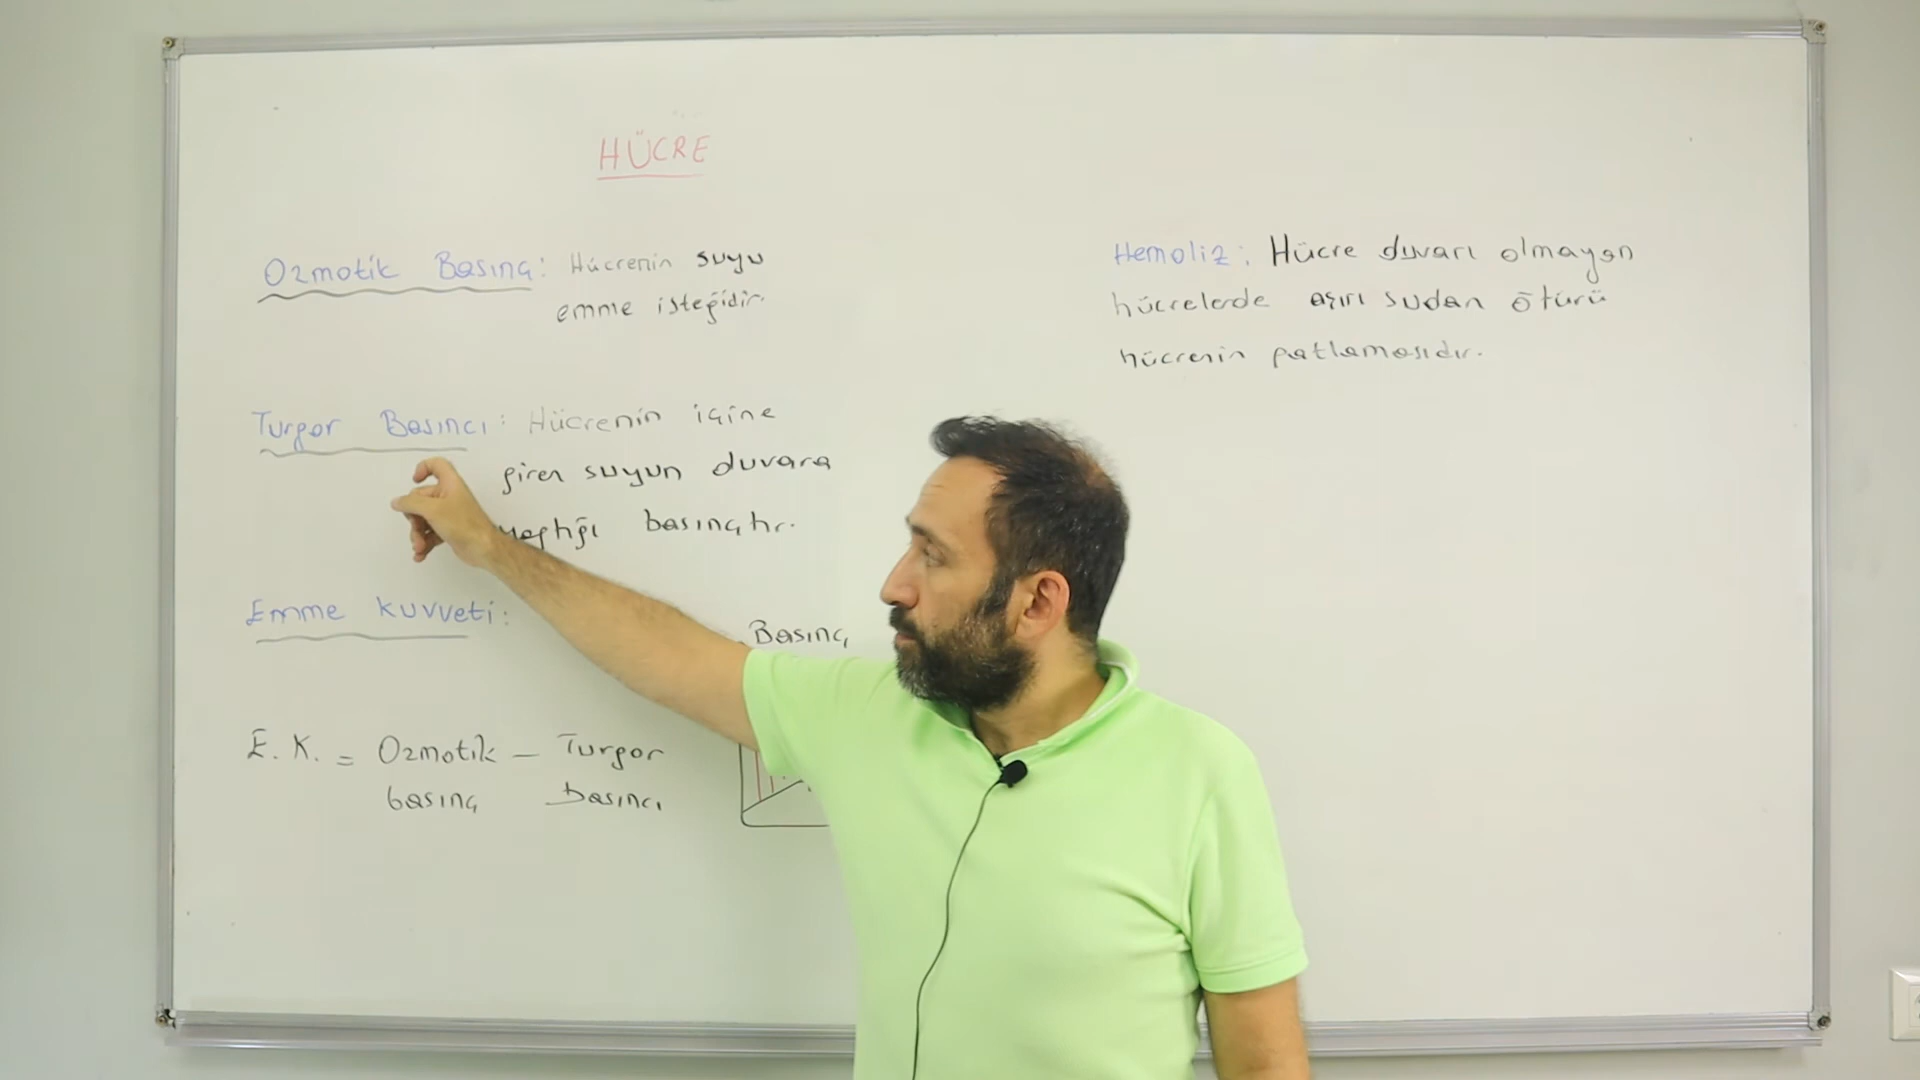 HÜCRE
Ozmotik Basınç: Hücrenin suyu
emme isteğidir.
Turgor Basıncı: Hücrenin içine
giren suyun duvara
yaptığı basınçtır.
Emme Kuvveti:
Basınç
E. K. = Ozmotik – Turgor
basınç basıncı
Hemoliz: Hücre duvarı olmayan
hücrelerde aşırı sudan ötürü
hücrenin patlamasıdır.